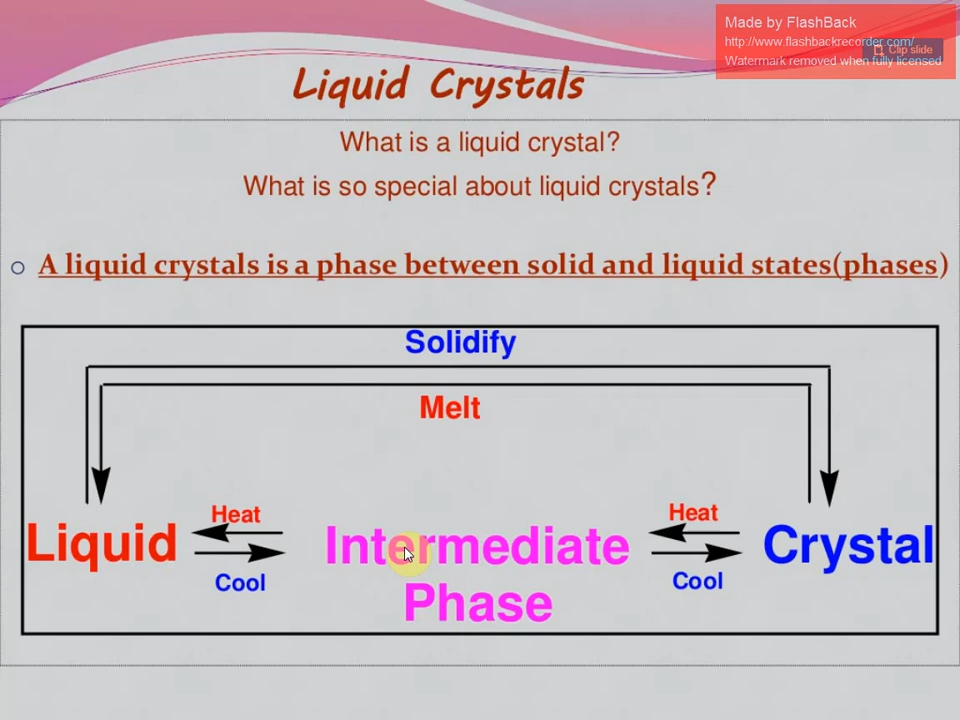 Made by FlashBack
http://www.flashbackrecorder.com/
Clip slide
Watermark removed when fully licensed
Liquid Crystals
What is a liquid crystal?
What is so special about liquid crystals?
A liquid crystals is a phase between solid and liquid states(phases)
Solidify
Melt
Heat
Heat
Liquid
Intermediate
Crystal
Cool
Cool
Phase